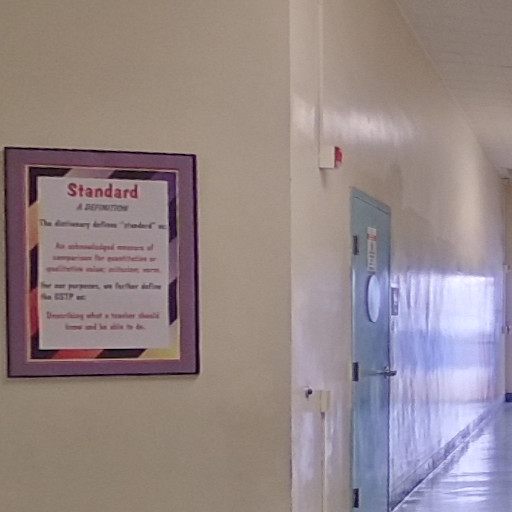 Standard
A DEFINITION
The dictionary defines "standard" as:
An acknowledged measure of
comparison for quantitative or
qualitative value; criterion; norm.
For our purposes, we further define
the CSTP as:
Describing what a teacher should
know and be able to do.